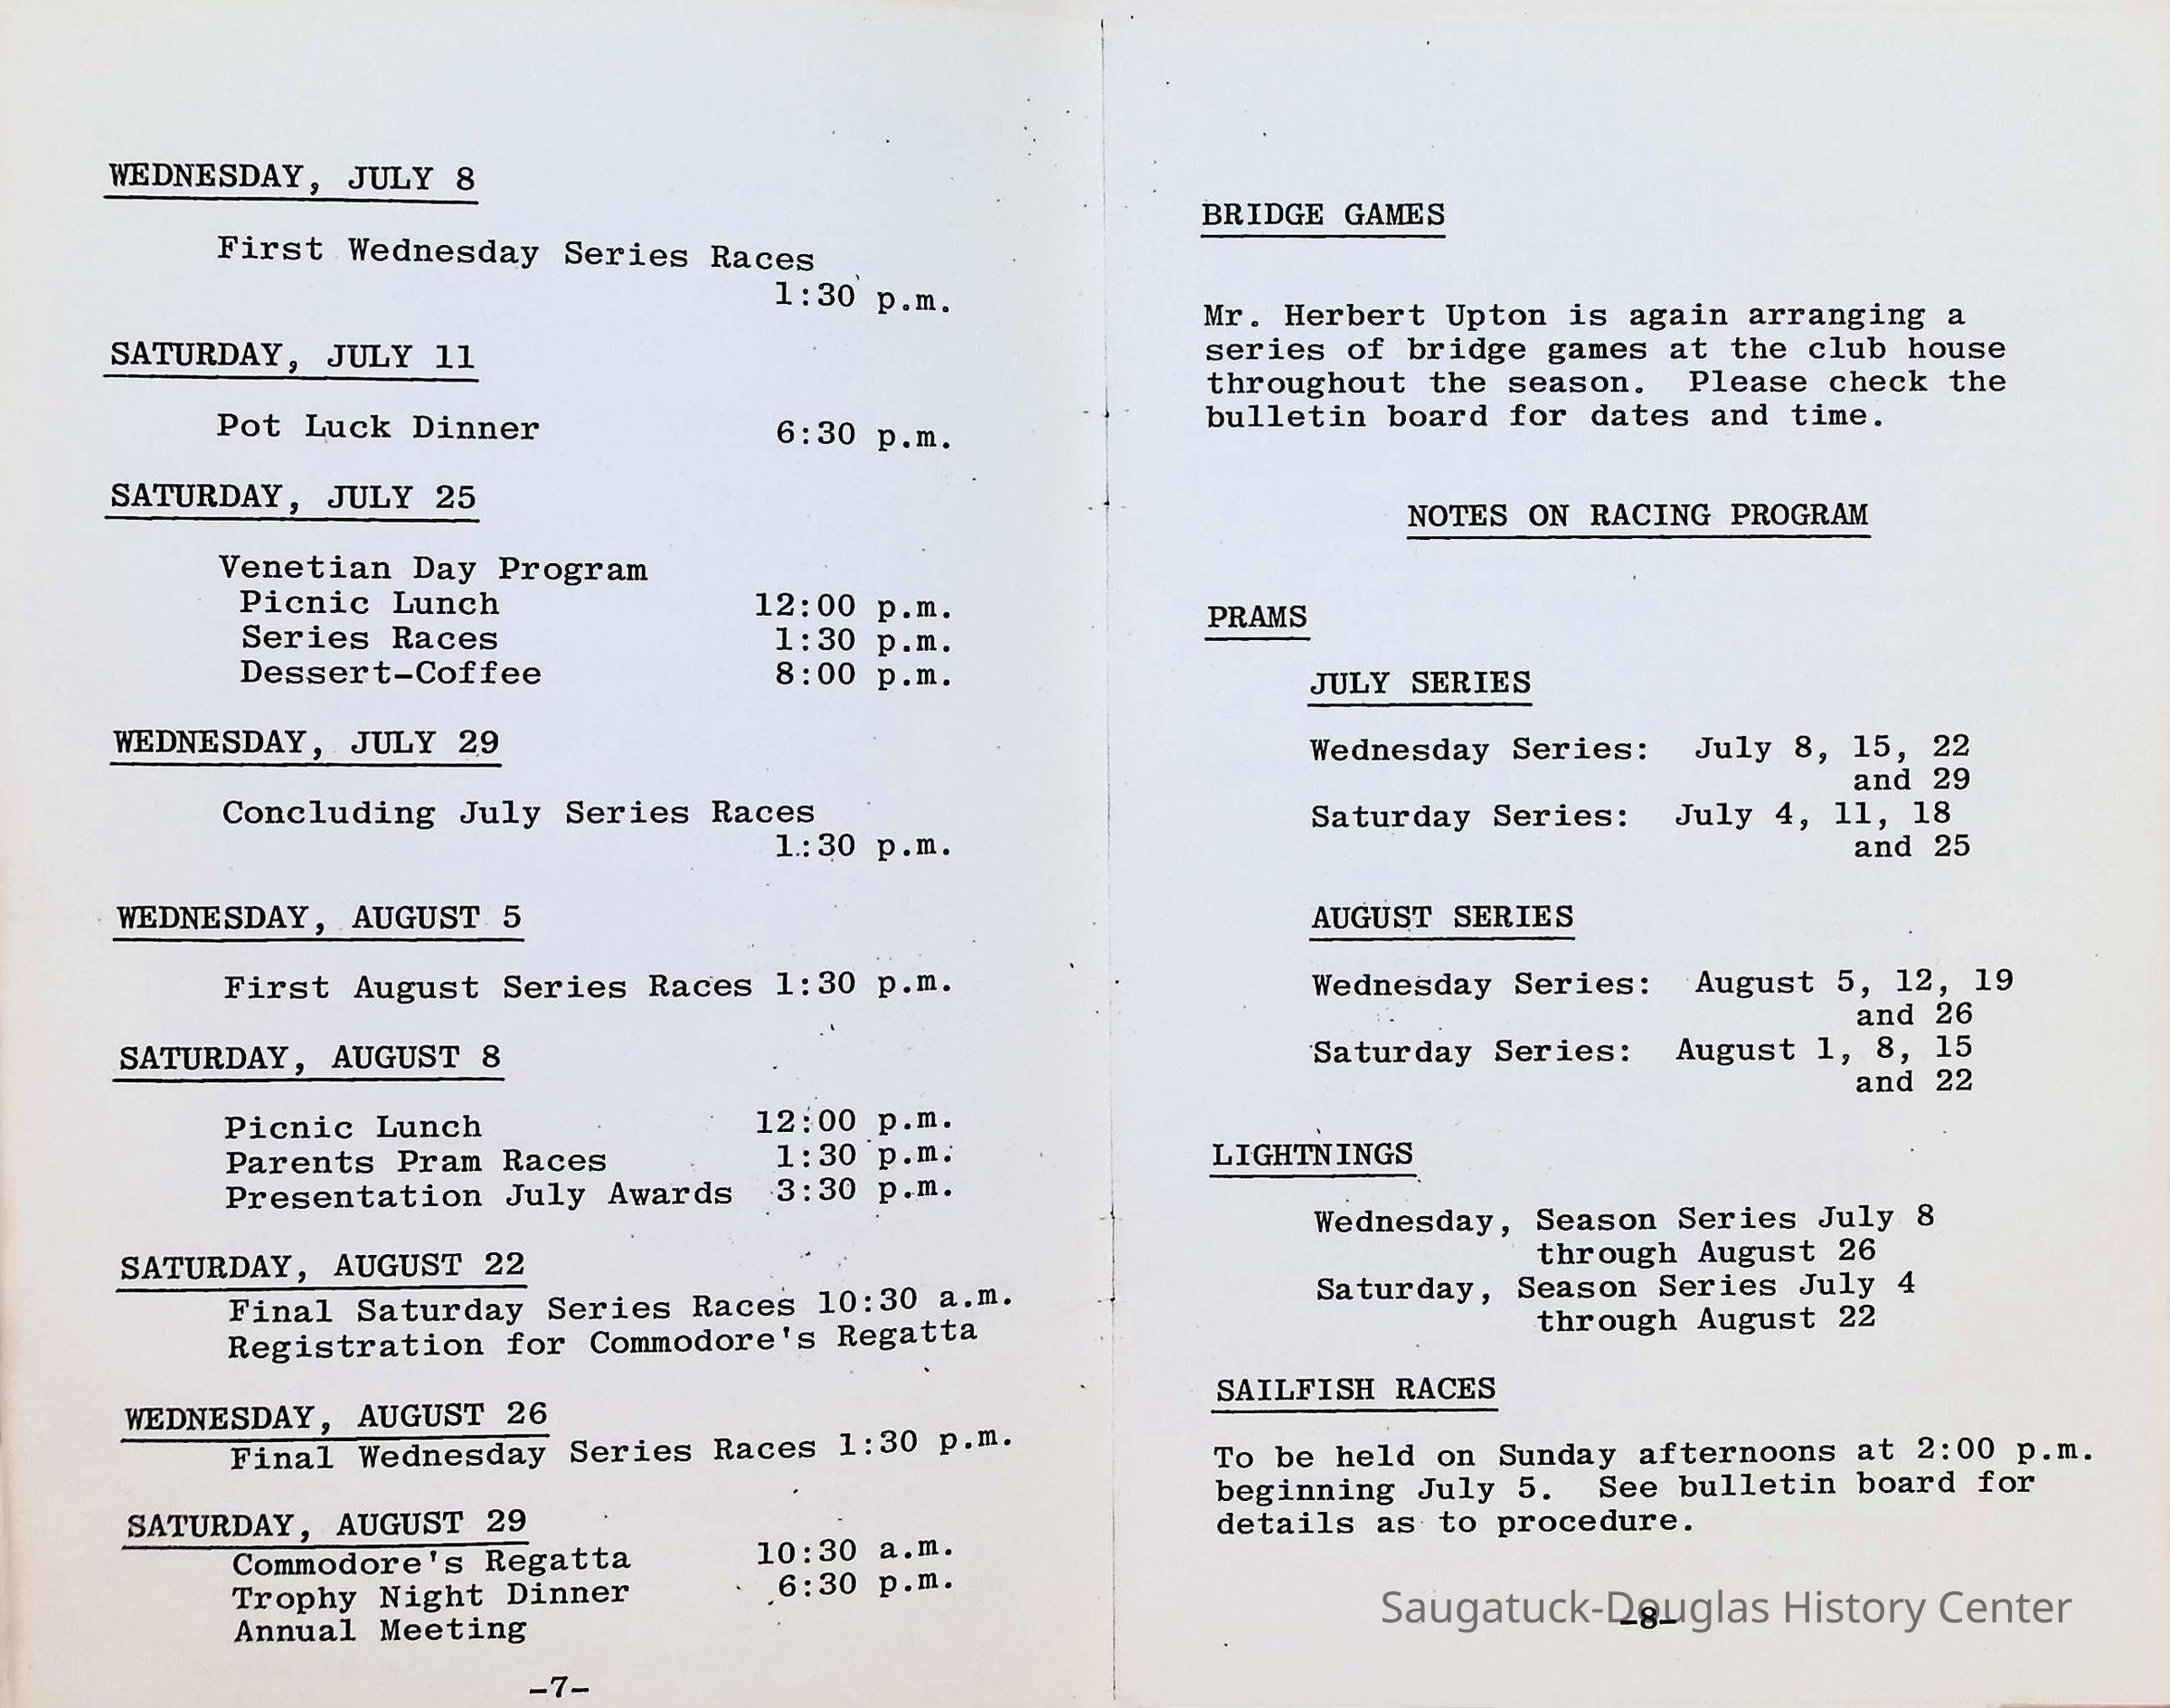 WEDNESDAY, JULY 8
First Wednesday Series Races
1:30 p.m.
SATURDAY, JULY 11
Pot Luck Dinner 6:30 p.m.
SATURDAY, JULY 25
Venetian Day Program
Picnic Lunch 12:00 p.m.
Series Races 1:30 p.m.
Dessert-Coffee 8:00 p.m.
WEDNESDAY, JULY 29
Concluding July Series Races
1:30 p.m.
WEDNESDAY, AUGUST 5
First August Series Races 1:30 p.m.
SATURDAY, AUGUST 8
Picnic Lunch 12:00 p.m.
Parents Pram Races 1:30 p.m.
Presentation July Awards 3:30 p.m.
SATURDAY, AUGUST 22
Final Saturday Series Races 10:30 a.m.
Registration for Commodore's Regatta
WEDNESDAY, AUGUST 26
Final Wednesday Series Races 1:30 p.m.
SATURDAY, AUGUST 29
Commodore's Regatta 10:30 a.m.
Trophy Night Dinner 6:30 p.m.
Annual Meeting
-7-
BRIDGE GAMES
Mr. Herbert Upton is again arranging a
series of bridge games at the club house
throughout the season. Please check the
bulletin board for dates and time.
NOTES ON RACING PROGRAM
PRAMS
JULY SERIES
Wednesday Series: July 8, 15, 22
and 29
Saturday Series: July 4, 11, 18
and 25
AUGUST SERIES
Wednesday Series: August 5, 12, 19
and 26
Saturday Series: August 1, 8, 15
and 22
LIGHTNINGS
Wednesday, Season Series July 8
through August 26
Saturday, Season Series July 4
through August 22
SAILFISH RACES
To be held on Sunday afternoons at 2:00 p.m.
beginning July 5. See bulletin board for
details as to procedure.
Saugatuck-Douglas History Center
-8-